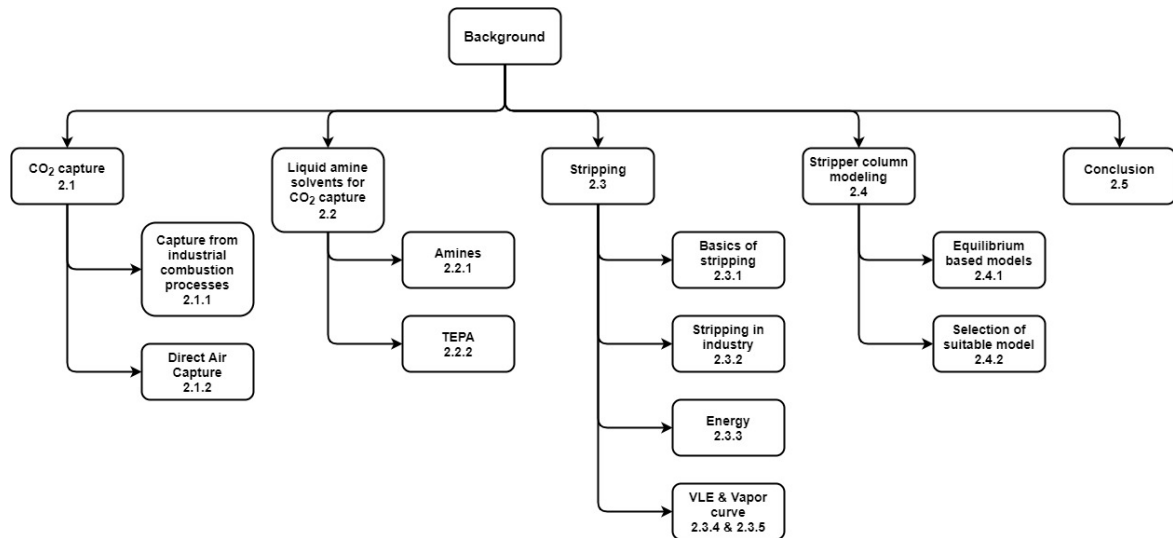 Background
CO₂ capture
2.1
Capture from
industrial
combustion
processes
2.1.1
Direct Air
Capture
2.1.2
Liquid amine
solvents for
CO₂ capture
2.2
Amines
2.2.1
TEPA
2.2.2
Stripping
2.3
Basics of
stripping
2.3.1
Stripping in
industry
2.3.2
Energy
2.3.3
VLE & Vapor
curve
2.3.4 & 2.3.5
Stripper column
modeling
2.4
Equilibrium
based models
2.4.1
Selection of
suitable model
2.4.2
Conclusion
2.5